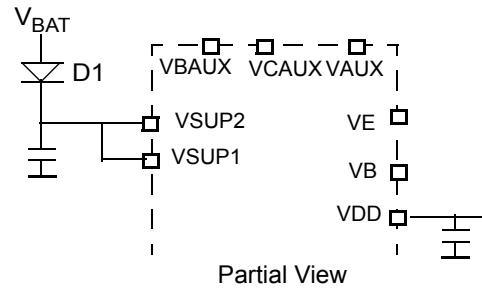 VBAT
D1
VBAUX VCAUX VAUX
VSUP2
VE
VSUP1
VB
VDD
Partial View